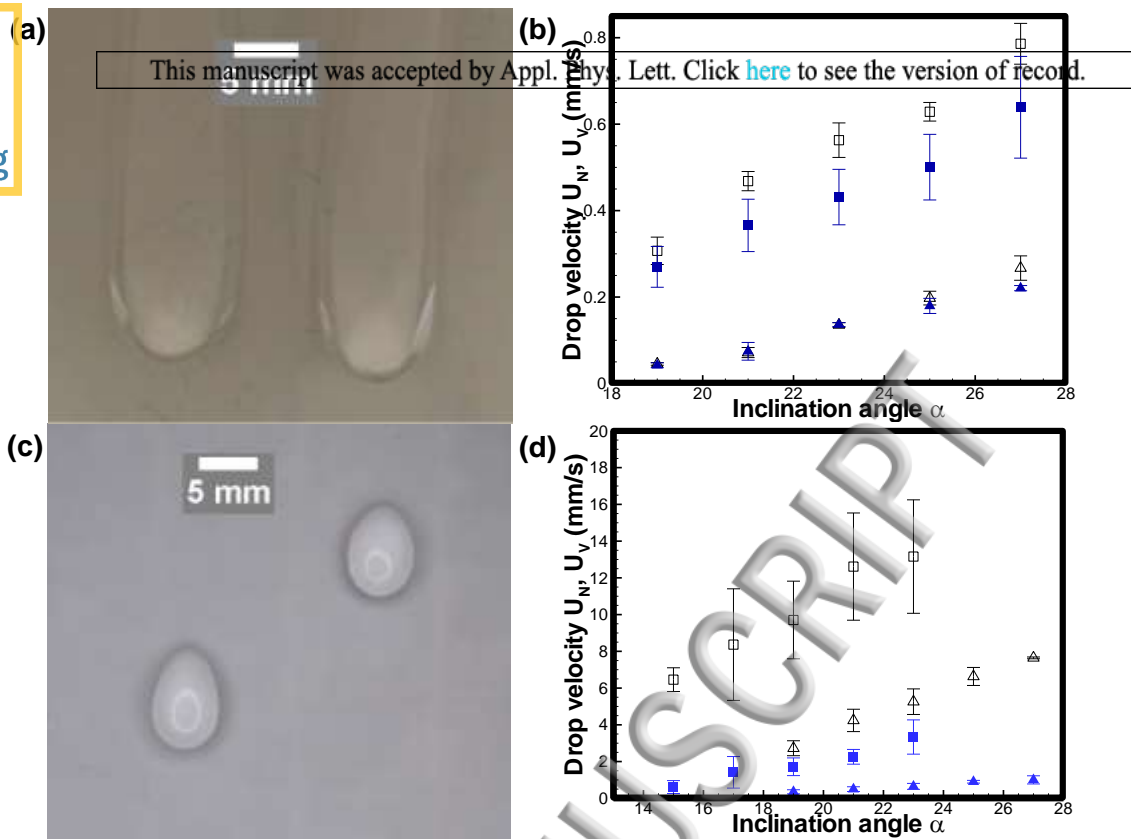 (a)
5 mm
This manuscript was accepted by Appl. Phys. Lett. Click here to see the version of record.
g
(b)
Drop velocity U_N, U_V (mm/s)
0.8
0.6
0.4
0.2
0
18 20 22 24 26 28
Inclination angle α
(c)
5 mm
(d)
Drop velocity U_N, U_V (mm/s)
20
18
16
14
12
10
8
6
4
2
0
14 16 18 20 22 24 26 28
Inclination angle α
USCRIPT